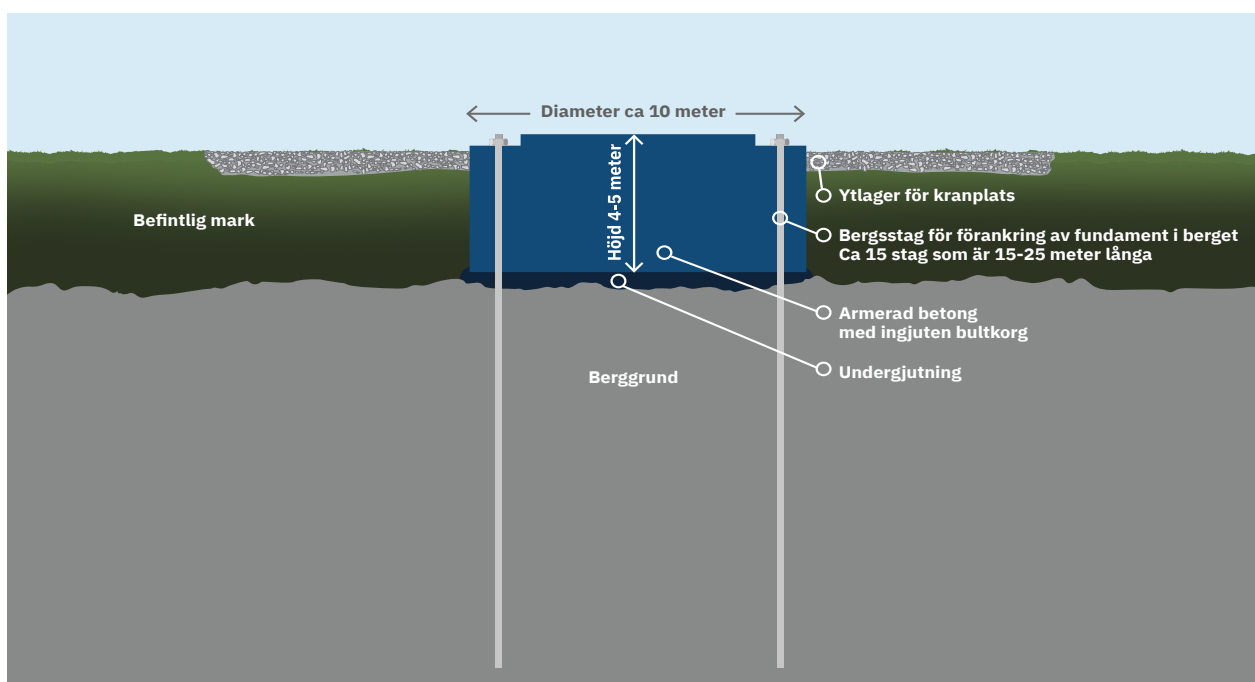 Diameter ca 10 meter
Höjd 4-5 meter
Befintlig mark
Ytlager för kranplats
Bergsstag för förankring av fundament i berget
Ca 15 stag som är 15-25 meter långa
Armerad betong
med ingjuten bultkorg
Undergjutning
Berggrund